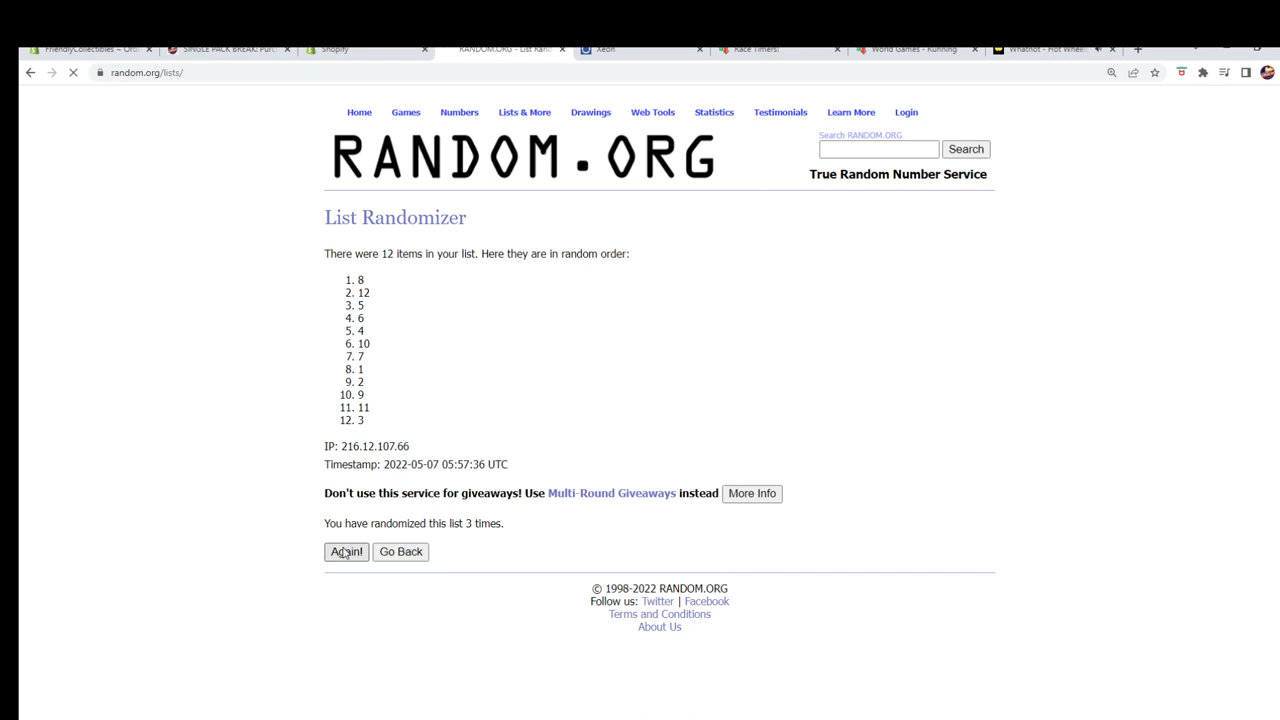 FriendlyCollectibles ~ Ord
SINGLE PACK BREAK: Purc
Shopify
RANDOM.ORG - List Rand
Xeon
Race Timers!
World Games - Running
Whatnot - Hot Wheel
random.org/lists/
Home Games Numbers Lists & More Drawings Web Tools Statistics Testimonials Learn More Login
RANDOM.ORG
Search RANDOM.ORG
Search
True Random Number Service
List Randomizer
There were 12 items in your list. Here they are in random order:
1. 8
2. 12
3. 5
4. 6
5. 4
6. 10
7. 7
8. 1
9. 2
10. 9
11. 11
12. 3
IP: 216.12.107.66
Timestamp: 2022-05-07 05:57:36 UTC
Don't use this service for giveaways! Use Multi-Round Giveaways instead More Info
You have randomized this list 3 times.
Again! Go Back
© 1998-2022 RANDOM.ORG
Follow us: Twitter | Facebook
Terms and Conditions
About Us